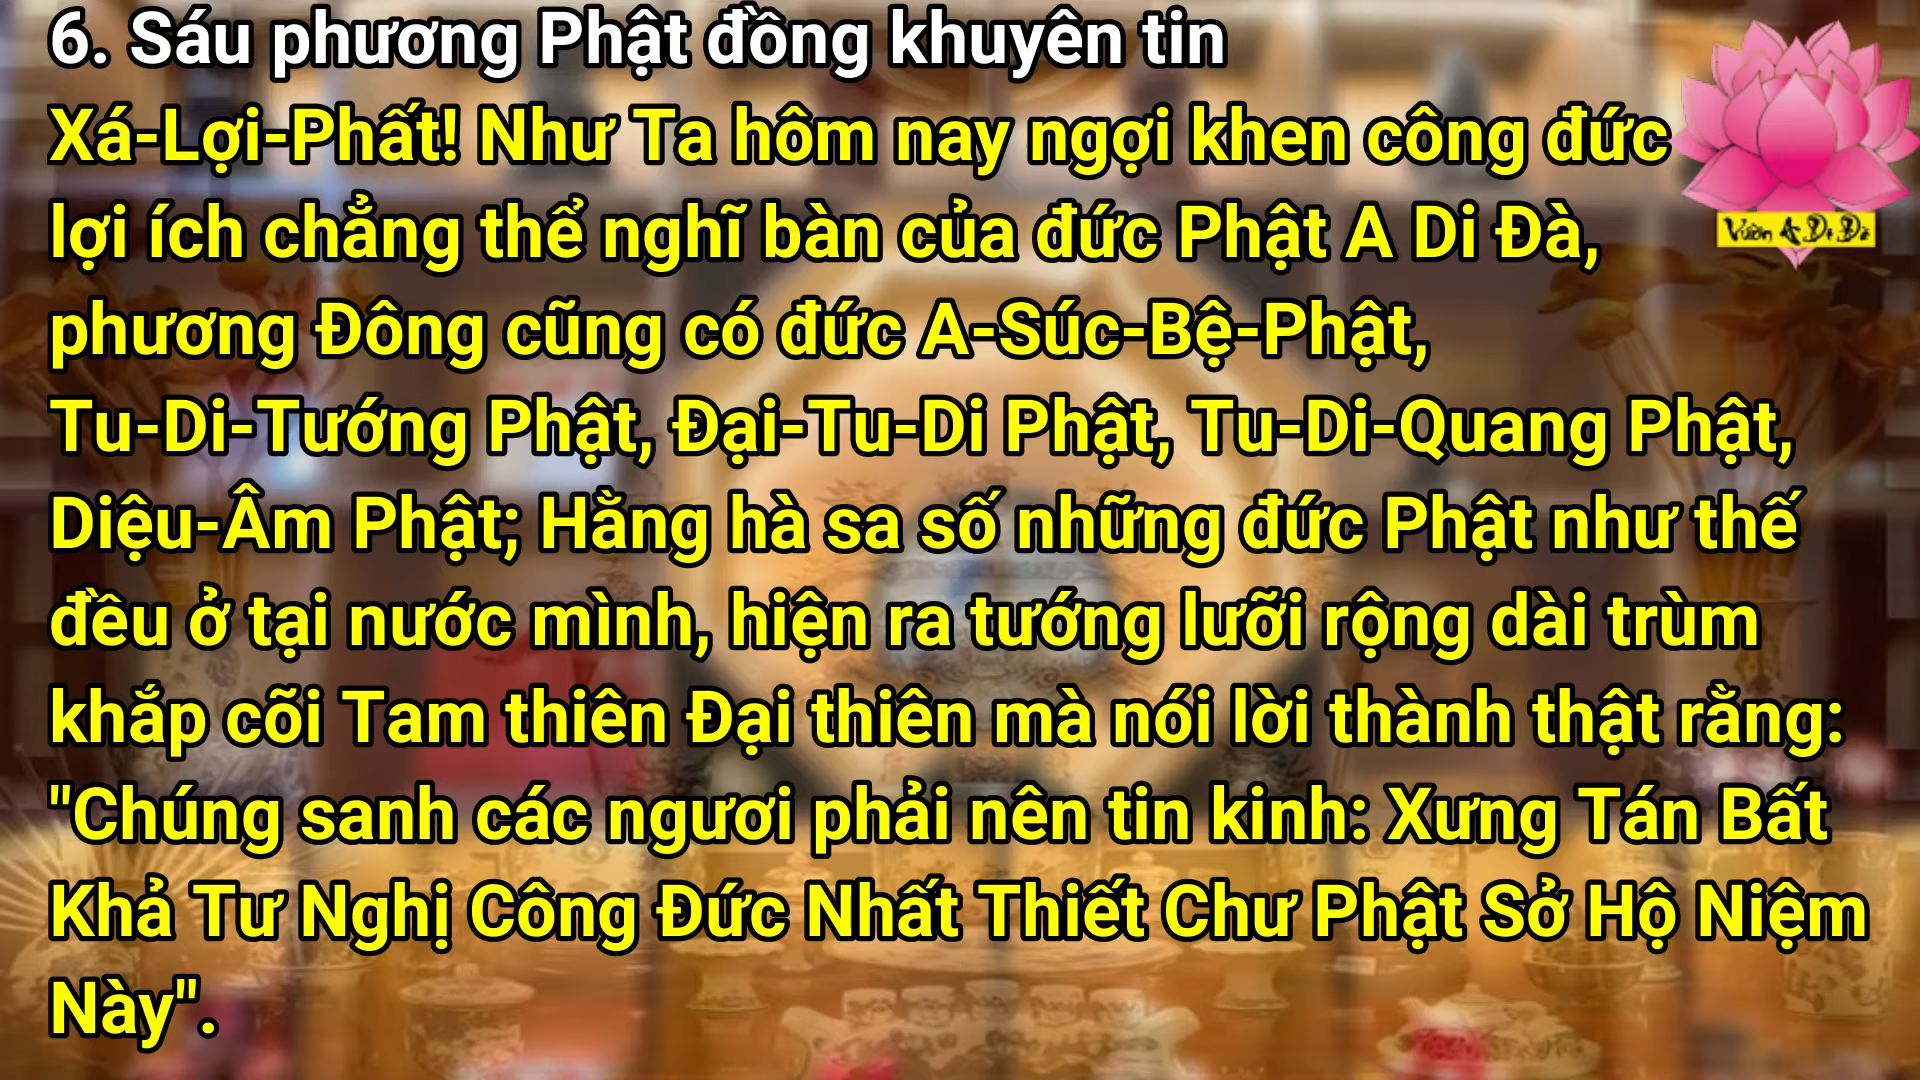 6. Sáu phương Phật đồng khuyên tin
Xá-Lợi-Phất! Như Ta hôm nay ngợi khen công đức
lợi ích chẳng thể nghĩ bàn của đức Phật A Di Đà,
phương Đông cũng có đức A-Súc-Bệ-Phật,
Tu-Di-Tướng Phật, Đại-Tu-Di Phật, Tu-Di-Quang Phật,
Diệu-Âm Phật; Hằng hà sa số những đức Phật như thế
đều ở tại nước mình, hiện ra tướng lưỡi rộng dài trùm
khắp cõi Tam thiên Đại thiên mà nói lời thành thật rằng:
"Chúng sanh các ngươi phải nên tin kinh: Xưng Tán Bất
Khả Tư Nghị Công Đức Nhất Thiết Chư Phật Sở Hộ Niệm
Này".
Vườn A Di Đà